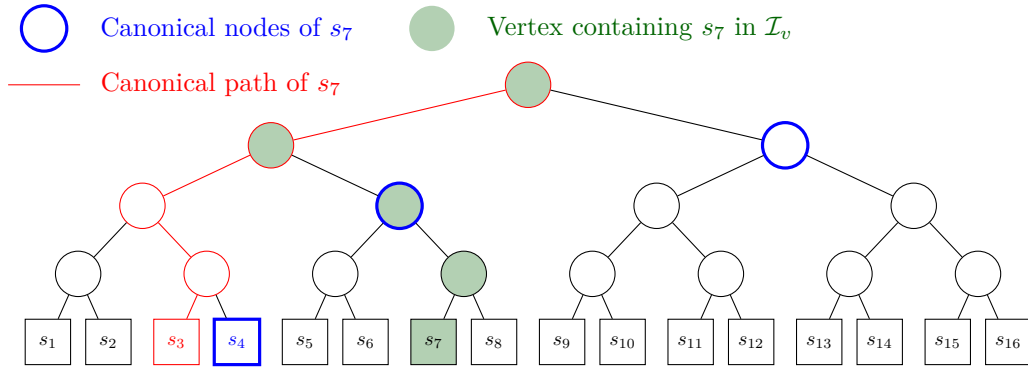 Canonical nodes of s₇ Vertex containing s₇ in ℐᵥ
Canonical path of s₇
s₁ s₂ s₃ s₄ s₅ s₆ s₇ s₈ s₉ s₁₀ s₁₁ s₁₂ s₁₃ s₁₄ s₁₅ s₁₆